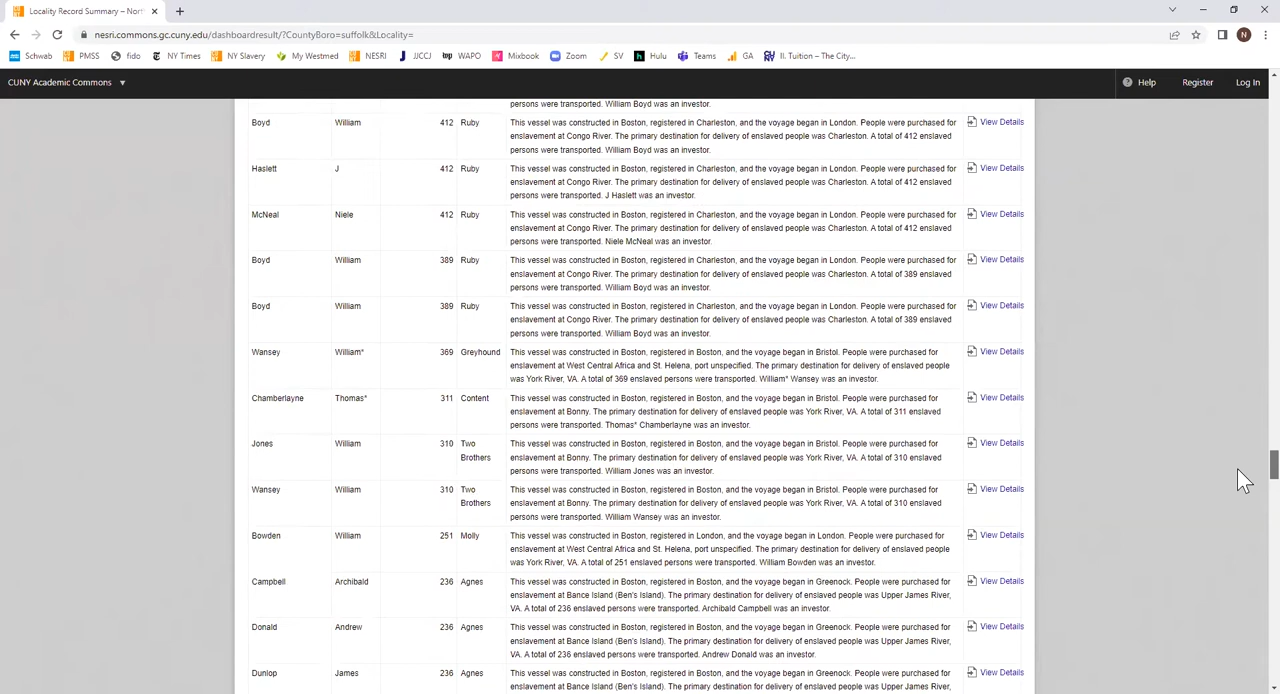 Locality Record Summary – Nort
nesri.commons.gc.cuny.edu/dashboardresult/?CountyBoro=suffolk&Locality=
N
Schwab PMSS fido NY Times NY Slavery My Westmed NESRI JJCCJ WAPO Mixbook Zoom SV Hulu Teams GA II. Tuition – The City...
CUNY Academic Commons Help Register Log In
persons were transported. William Boyd was an investor.
Boyd William 412 Ruby This vessel was constructed in Boston, registered in Charleston, and the voyage began in London. People were purchased for View Details
enslavement at Congo River. The primary destination for delivery of enslaved people was Charleston. A total of 412 enslaved
persons were transported. William Boyd was an investor.
Haslett J 412 Ruby This vessel was constructed in Boston, registered in Charleston, and the voyage began in London. People were purchased for View Details
enslavement at Congo River. The primary destination for delivery of enslaved people was Charleston. A total of 412 enslaved
persons were transported. J Haslett was an investor.
McNeal Niele 412 Ruby This vessel was constructed in Boston, registered in Charleston, and the voyage began in London. People were purchased for View Details
enslavement at Congo River. The primary destination for delivery of enslaved people was Charleston. A total of 412 enslaved
persons were transported. Niele McNeal was an investor.
Boyd William 389 Ruby This vessel was constructed in Boston, registered in Charleston, and the voyage began in London. People were purchased for View Details
enslavement at Congo River. The primary destination for delivery of enslaved people was Charleston. A total of 389 enslaved
persons were transported. William Boyd was an investor.
Boyd William 389 Ruby This vessel was constructed in Boston, registered in Charleston, and the voyage began in London. People were purchased for View Details
enslavement at Congo River. The primary destination for delivery of enslaved people was Charleston. A total of 389 enslaved
persons were transported. William Boyd was an investor.
Wansey William* 369 Greyhound This vessel was constructed in Boston, registered in Boston, and the voyage began in Bristol. People were purchased for View Details
enslavement at West Central Africa and St. Helena, port unspecified. The primary destination for delivery of enslaved people
was York River, VA. A total of 369 enslaved persons were transported. William* Wansey was an investor.
Chamberlayne Thomas* 311 Content This vessel was constructed in Boston, registered in Boston, and the voyage began in Bristol. People were purchased for View Details
enslavement at Bonny. The primary destination for delivery of enslaved people was York River, VA. A total of 311 enslaved
persons were transported. Thomas* Chamberlayne was an investor.
Jones William 310 Two This vessel was constructed in Boston, registered in Boston, and the voyage began in Bristol. People were purchased for View Details
Brothers enslavement at Bonny. The primary destination for delivery of enslaved people was York River, VA. A total of 310 enslaved
persons were transported. William Jones was an investor.
Wansey William 310 Two This vessel was constructed in Boston, registered in Boston, and the voyage began in Bristol. People were purchased for View Details
Brothers enslavement at Bonny. The primary destination for delivery of enslaved people was York River, VA. A total of 310 enslaved
persons were transported. William Wansey was an investor.
Bowden William 251 Molly This vessel was constructed in Boston, registered in London, and the voyage began in London. People were purchased for View Details
enslavement at West Central Africa and St. Helena, port unspecified. The primary destination for delivery of enslaved people
was York River, VA. A total of 251 enslaved persons were transported. William Bowden was an investor.
Campbell Archibald 236 Agnes This vessel was constructed in Boston, registered in Boston, and the voyage began in Greenock. People were purchased for View Details
enslavement at Bance Island (Ben's Island). The primary destination for delivery of enslaved people was Upper James River,
VA. A total of 236 enslaved persons were transported. Archibald Campbell was an investor.
Donald Andrew 236 Agnes This vessel was constructed in Boston, registered in Boston, and the voyage began in Greenock. People were purchased for View Details
enslavement at Bance Island (Ben's Island). The primary destination for delivery of enslaved people was Upper James River,
VA. A total of 236 enslaved persons were transported. Andrew Donald was an investor.
Dunlop James 236 Agnes This vessel was constructed in Boston, registered in Boston, and the voyage began in Greenock. People were purchased for View Details
enslavement at Bance Island (Ben's Island). The primary destination for delivery of enslaved people was Upper James River,